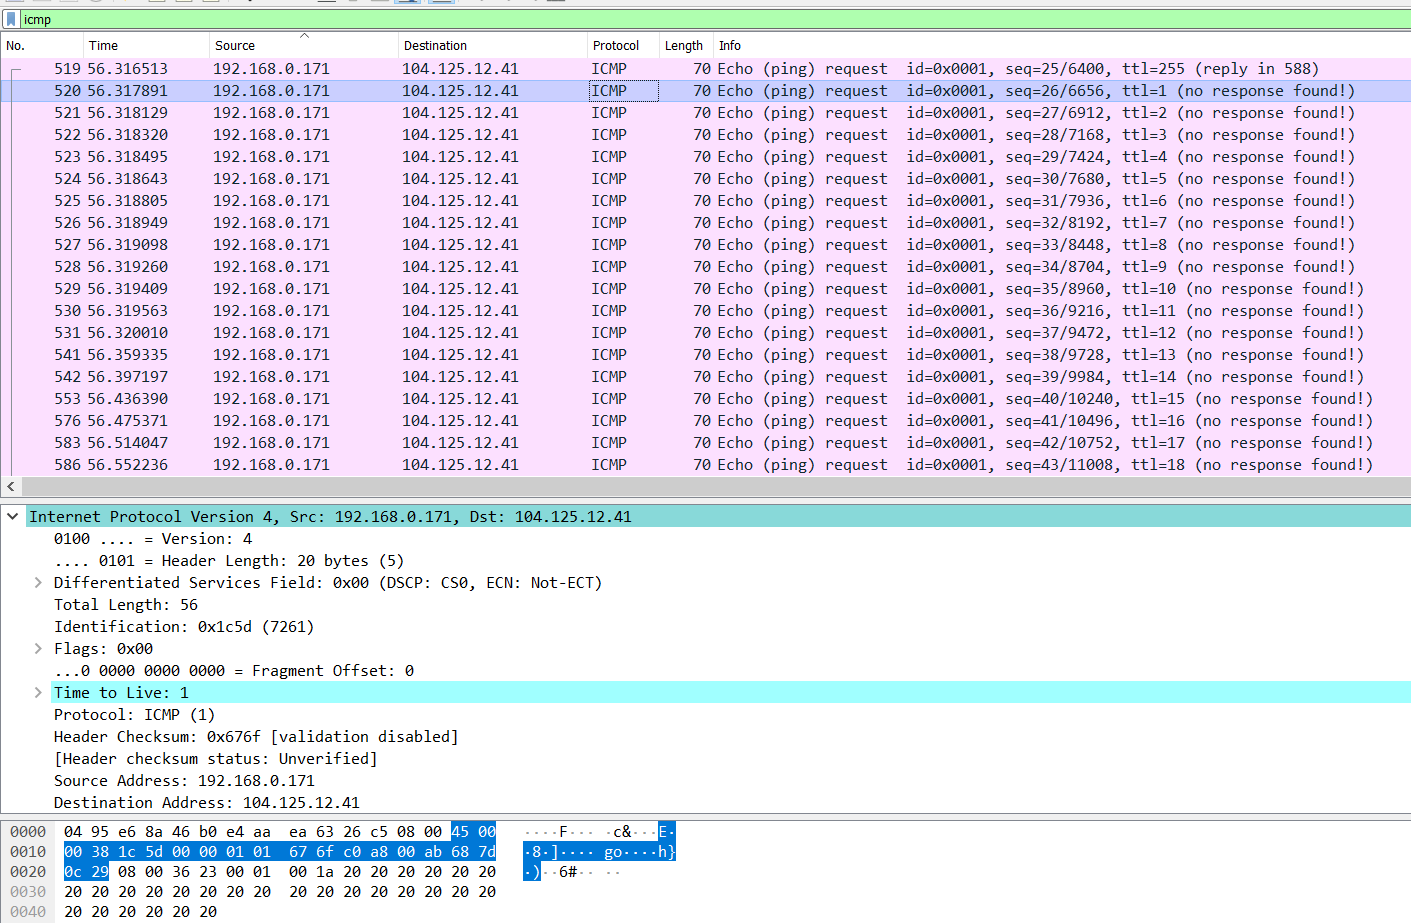 icmp
No. Time Source Destination Protocol Length Info
519 56.316513 192.168.0.171 104.125.12.41 ICMP 70 Echo (ping) request id=0x0001, seq=25/6400, ttl=255 (reply in 588)
520 56.317891 192.168.0.171 104.125.12.41 ICMP 70 Echo (ping) request id=0x0001, seq=26/6656, ttl=1 (no response found!)
521 56.318129 192.168.0.171 104.125.12.41 ICMP 70 Echo (ping) request id=0x0001, seq=27/6912, ttl=2 (no response found!)
522 56.318320 192.168.0.171 104.125.12.41 ICMP 70 Echo (ping) request id=0x0001, seq=28/7168, ttl=3 (no response found!)
523 56.318495 192.168.0.171 104.125.12.41 ICMP 70 Echo (ping) request id=0x0001, seq=29/7424, ttl=4 (no response found!)
524 56.318643 192.168.0.171 104.125.12.41 ICMP 70 Echo (ping) request id=0x0001, seq=30/7680, ttl=5 (no response found!)
525 56.318805 192.168.0.171 104.125.12.41 ICMP 70 Echo (ping) request id=0x0001, seq=31/7936, ttl=6 (no response found!)
526 56.318949 192.168.0.171 104.125.12.41 ICMP 70 Echo (ping) request id=0x0001, seq=32/8192, ttl=7 (no response found!)
527 56.319098 192.168.0.171 104.125.12.41 ICMP 70 Echo (ping) request id=0x0001, seq=33/8448, ttl=8 (no response found!)
528 56.319260 192.168.0.171 104.125.12.41 ICMP 70 Echo (ping) request id=0x0001, seq=34/8704, ttl=9 (no response found!)
529 56.319409 192.168.0.171 104.125.12.41 ICMP 70 Echo (ping) request id=0x0001, seq=35/8960, ttl=10 (no response found!)
530 56.319563 192.168.0.171 104.125.12.41 ICMP 70 Echo (ping) request id=0x0001, seq=36/9216, ttl=11 (no response found!)
531 56.320010 192.168.0.171 104.125.12.41 ICMP 70 Echo (ping) request id=0x0001, seq=37/9472, ttl=12 (no response found!)
541 56.359335 192.168.0.171 104.125.12.41 ICMP 70 Echo (ping) request id=0x0001, seq=38/9728, ttl=13 (no response found!)
542 56.397197 192.168.0.171 104.125.12.41 ICMP 70 Echo (ping) request id=0x0001, seq=39/9984, ttl=14 (no response found!)
553 56.436390 192.168.0.171 104.125.12.41 ICMP 70 Echo (ping) request id=0x0001, seq=40/10240, ttl=15 (no response found!)
576 56.475371 192.168.0.171 104.125.12.41 ICMP 70 Echo (ping) request id=0x0001, seq=41/10496, ttl=16 (no response found!)
583 56.514047 192.168.0.171 104.125.12.41 ICMP 70 Echo (ping) request id=0x0001, seq=42/10752, ttl=17 (no response found!)
586 56.552236 192.168.0.171 104.125.12.41 ICMP 70 Echo (ping) request id=0x0001, seq=43/11008, ttl=18 (no response found!)
Internet Protocol Version 4, Src: 192.168.0.171, Dst: 104.125.12.41
0100 .... = Version: 4
.... 0101 = Header Length: 20 bytes (5)
Differentiated Services Field: 0x00 (DSCP: CS0, ECN: Not-ECT)
Total Length: 56
Identification: 0x1c5d (7261)
Flags: 0x00
...0 0000 0000 0000 = Fragment Offset: 0
Time to Live: 1
Protocol: ICMP (1)
Header Checksum: 0x676f [validation disabled]
[Header checksum status: Unverified]
Source Address: 192.168.0.171
Destination Address: 104.125.12.41
0000 04 95 e6 8a 46 b0 e4 aa ea 63 26 c5 08 00 45 00 ····F··· ·c&···E·
0010 00 38 1c 5d 00 00 01 01 67 6f c0 a8 00 ab 68 7d ·8·]···· go····h}
0020 0c 29 08 00 36 23 00 01 00 1a 20 20 20 20 20 20 ·)··6#·· ··
0030 20 20 20 20 20 20 20 20 20 20 20 20 20 20 20 20
0040 20 20 20 20 20 20